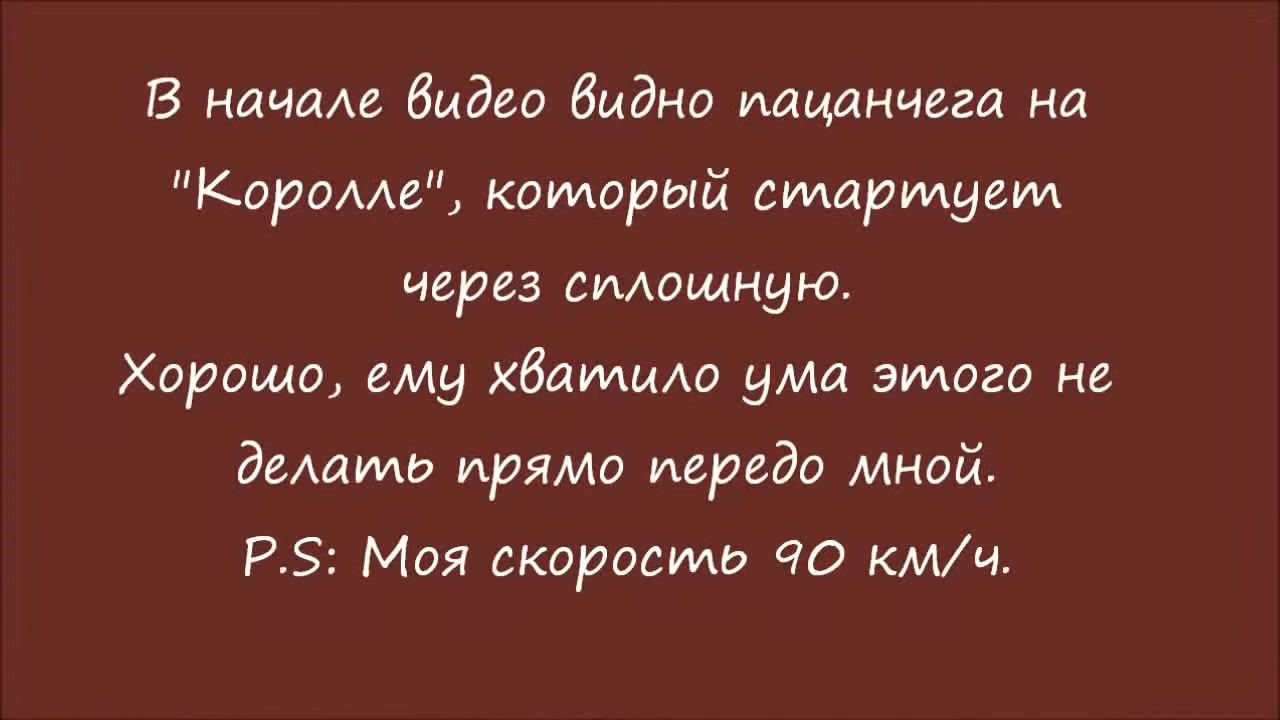 В начале видео видно пацанчега на
"Королле", который стартует
через сплошную.
Хорошо, ему хватило ума этого не
делать прямо передо мной.
P.S: Моя скорость 90 км/ч.